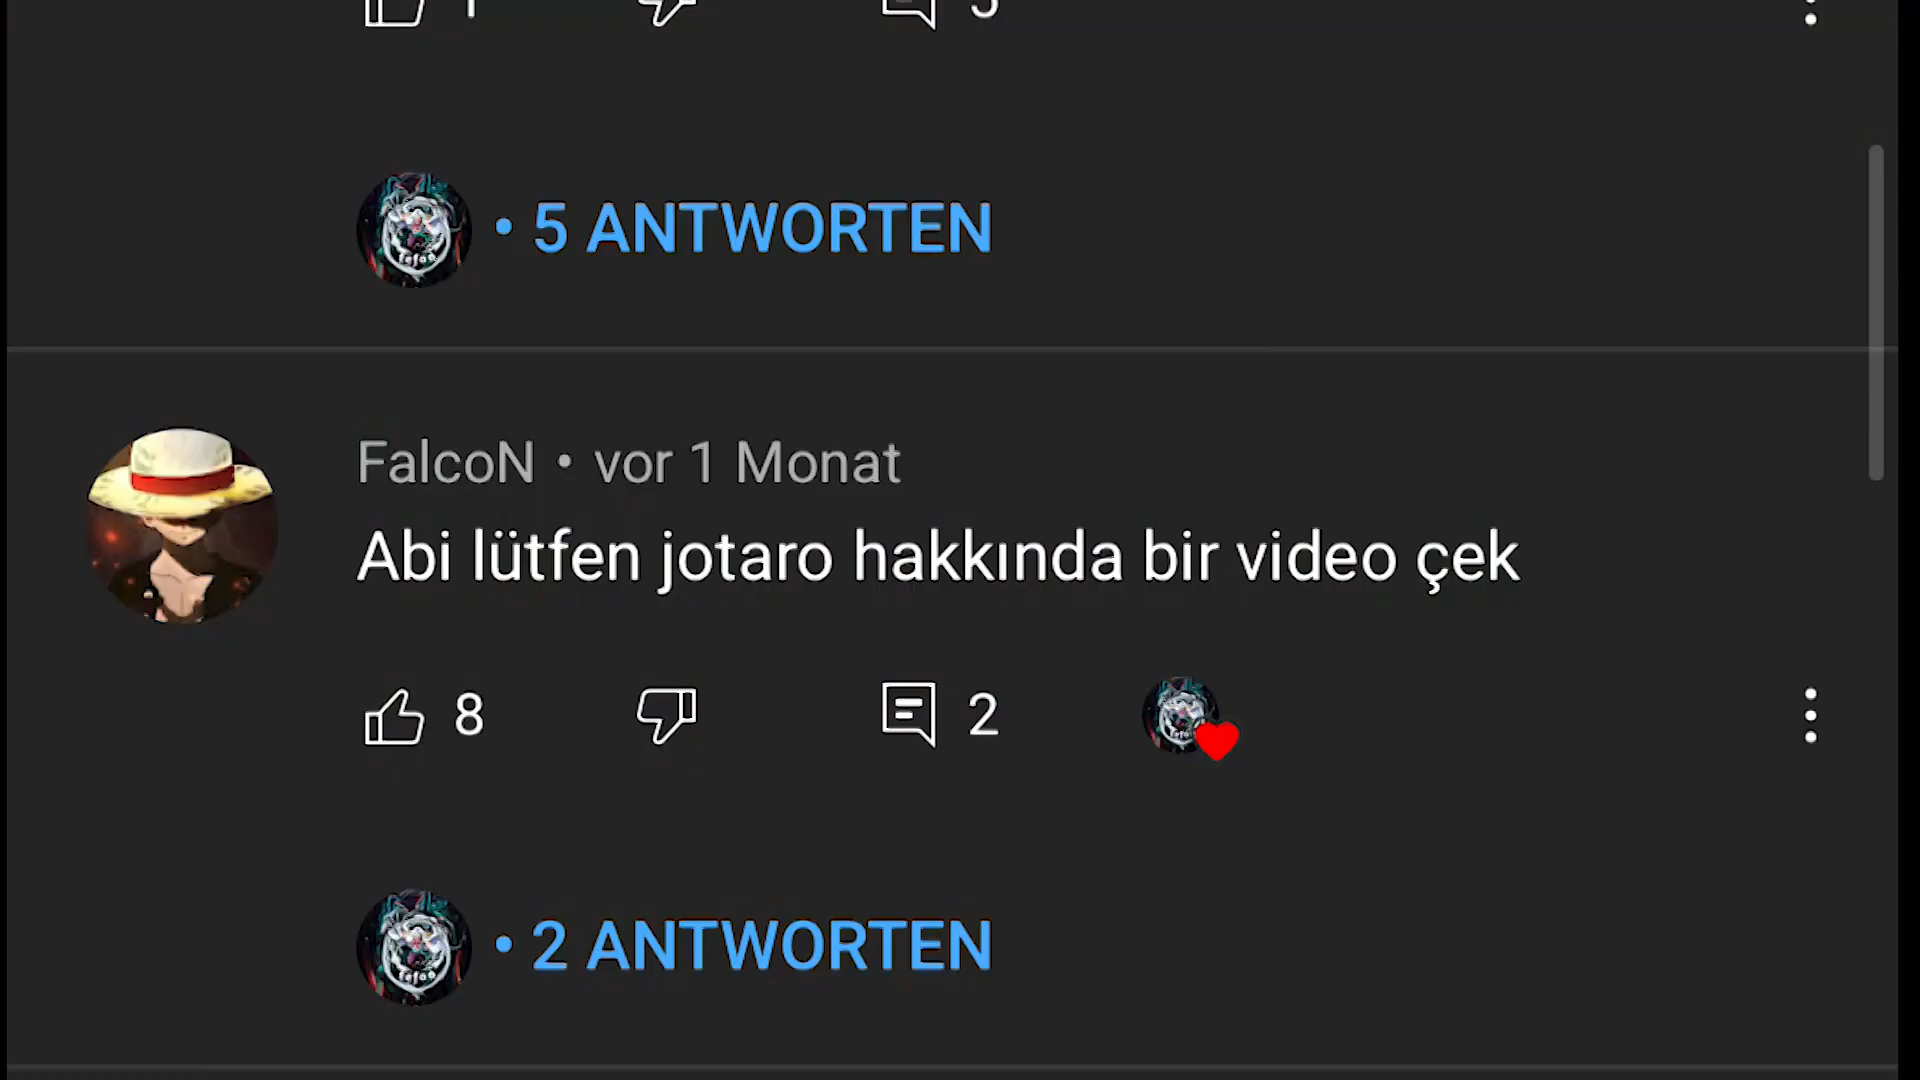 • 5 ANTWORTEN
FalcoN • vor 1 Monat
Abi lütfen jotaro hakkında bir video çek
8 2
• 2 ANTWORTEN